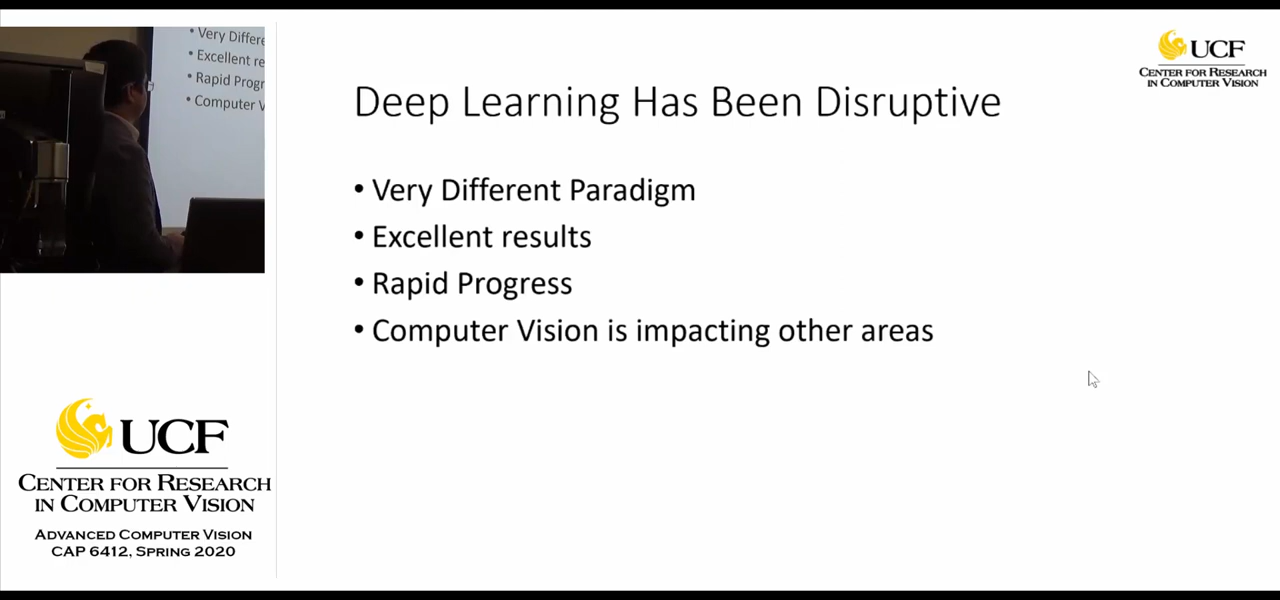 • Very Differe
• Excellent re
• Rapid Progr
• Computer V
UCF
CENTER FOR RESEARCH
IN COMPUTER VISION
Deep Learning Has Been Disruptive
• Very Different Paradigm
• Excellent results
• Rapid Progress
• Computer Vision is impacting other areas
UCF
CENTER FOR RESEARCH
IN COMPUTER VISION
ADVANCED COMPUTER VISION
CAP 6412, SPRING 2020